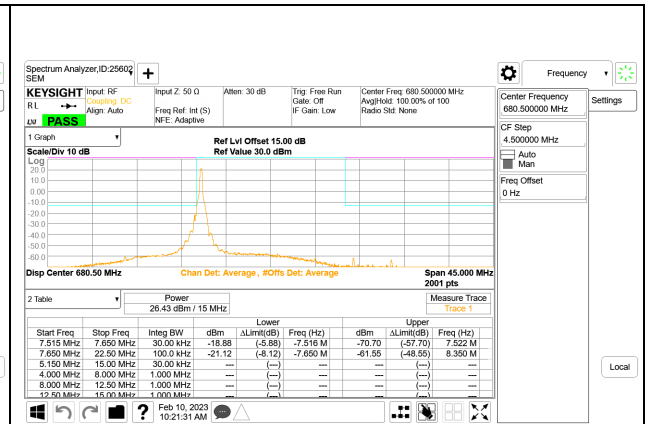 Spectrum Analyzer,ID:25602
SEM
+
Frequency
KEYSIGHT Input: RF Input Z: 50 Ω Atten: 30 dB Trig: Free Run Center Freq: 680.500000 MHz
R L Coupling: DC Gate: Off Avg|Hold: 100.00% of 100
Align: Auto Freq Ref: Int (S) IF Gain: Low Radio Std: None
PASS NFE: Adaptive
Center Frequency
680.500000 MHz
Settings
CF Step
4.500000 MHz
Auto
Man
Freq Offset
0 Hz
1 Graph
Ref Lvl Offset 15.00 dB
Scale/Div 10 dB Ref Value 30.0 dBm
Log
20.0
10.0
0.00
-10.0
-20.0
-30.0
-40.0
-50.0
-60.0
Disp Center 680.50 MHz Chan Det: Average , #Offs Det: Average Span 45.000 MHz
2001 pts
2 Table Power Measure Trace
26.43 dBm / 15 MHz Trace 1
Lower Upper
Start Freq Stop Freq Integ BW dBm ΔLimit(dB) Freq (Hz) dBm ΔLimit(dB) Freq (Hz)
7.515 MHz 7.650 MHz 30.00 kHz -18.88 (-5.88) -7.516 M -70.70 (-57.70) 7.522 M
7.650 MHz 22.50 MHz 100.0 kHz -21.12 (-8.12) -7.650 M -61.55 (-48.55) 8.350 M
5.150 MHz 15.00 MHz 30.00 kHz --- (---) --- (---)
4.000 MHz 8.000 MHz 1.000 MHz --- (---) --- (---)
8.000 MHz 12.50 MHz 1.000 MHz --- (---) --- (---)
12.50 MHz 15.00 MHz 1.000 MHz --- (---) --- (---)
Local
? Feb 10, 2023
10:21:31 AM